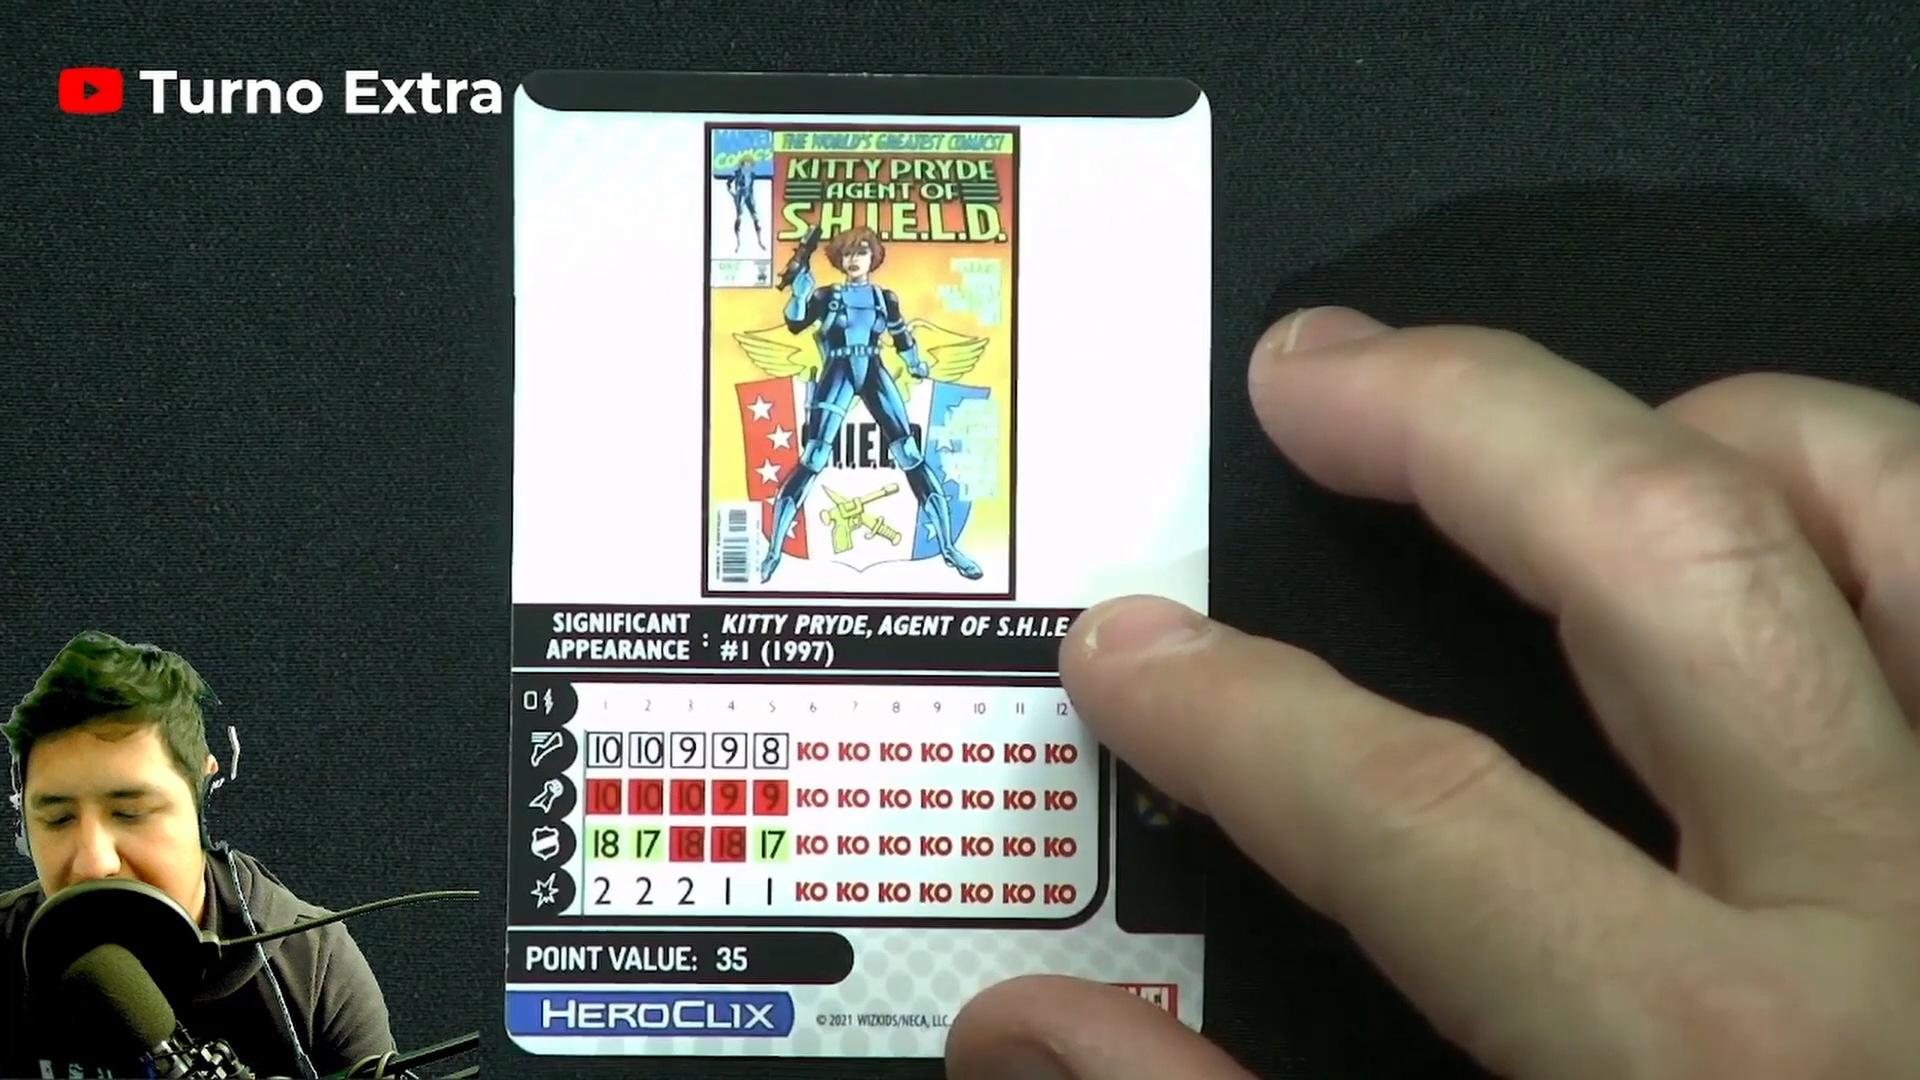 Turno Extra
MARVEL
COMICS
THE WORLD'S GREATEST COMICS!
KITTY PRYDE
AGENT OF
S.H.I.E.L.D.
SIGNIFICANT APPEARANCE : KITTY PRYDE, AGENT OF S.H.I.E
#1 (1997)
0 1 2 3 4 5 6 7 8 9 10 11 12
10 10 9 9 8 KO KO KO KO KO KO KO
10 10 10 9 9 KO KO KO KO KO KO KO
18 17 18 18 17 KO KO KO KO KO KO KO
2 2 2 1 1 KO KO KO KO KO KO KO
POINT VALUE: 35
HEROCLIX
© 2021 WIZKIDS/NECA, LLC.